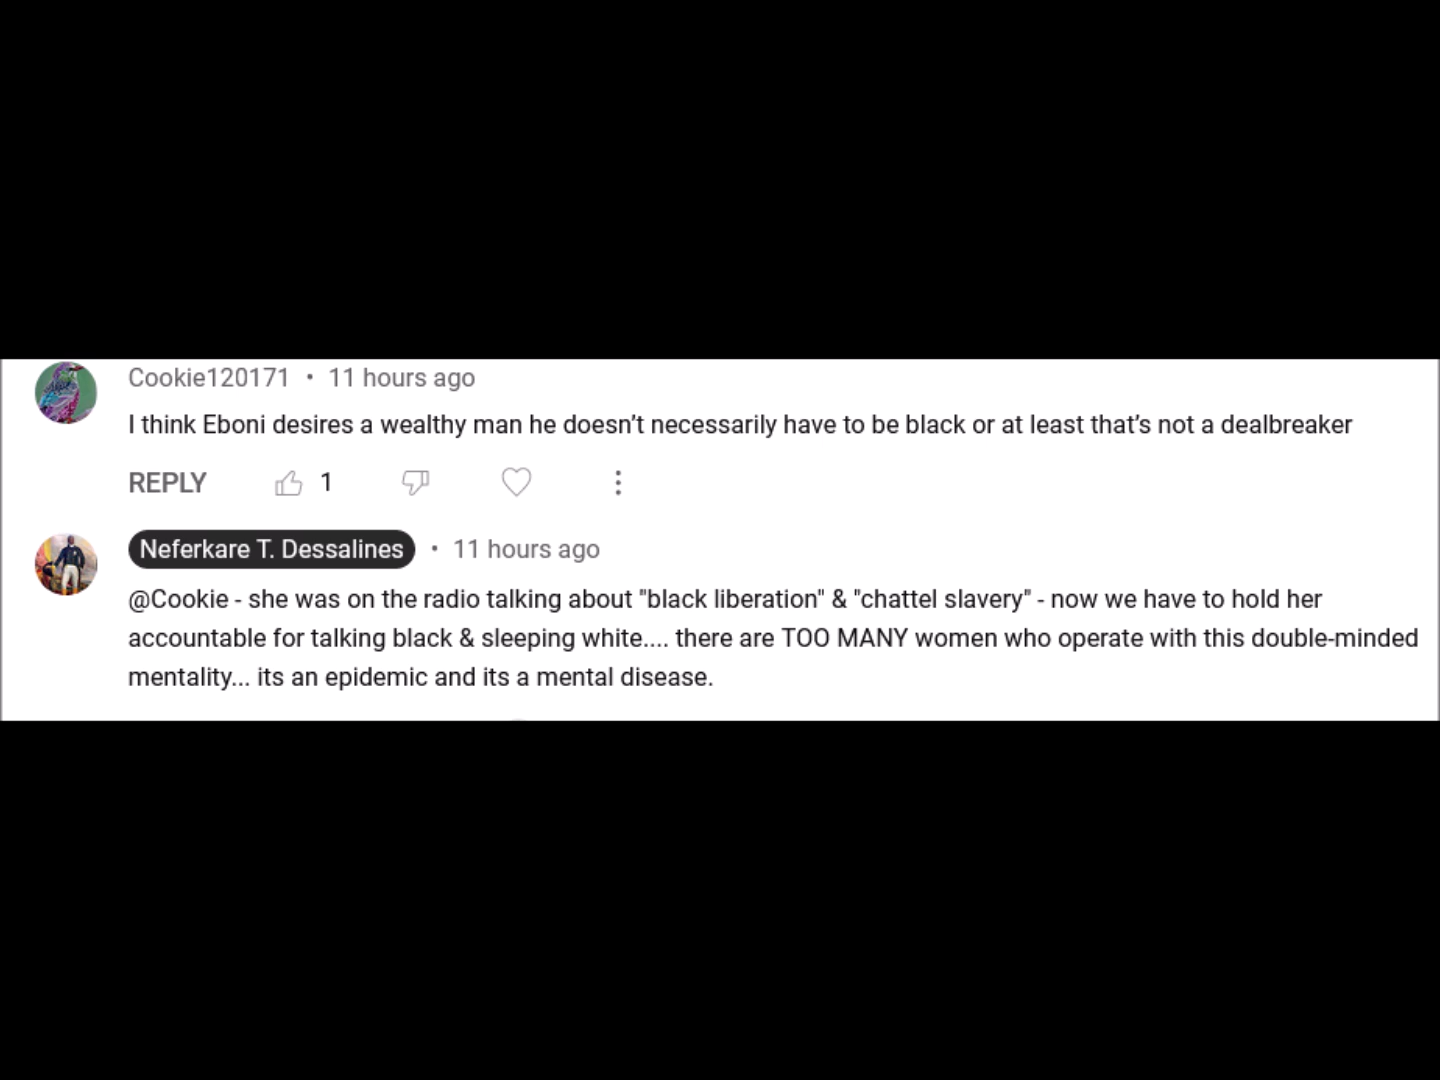 Cookie120171 • 11 hours ago
I think Eboni desires a wealthy man he doesn’t necessarily have to be black or at least that’s not a dealbreaker
REPLY 1
Neferkare T. Dessalines • 11 hours ago
@Cookie - she was on the radio talking about "black liberation" & "chattel slavery" - now we have to hold her
accountable for talking black & sleeping white.... there are TOO MANY women who operate with this double-minded
mentality... its an epidemic and its a mental disease.